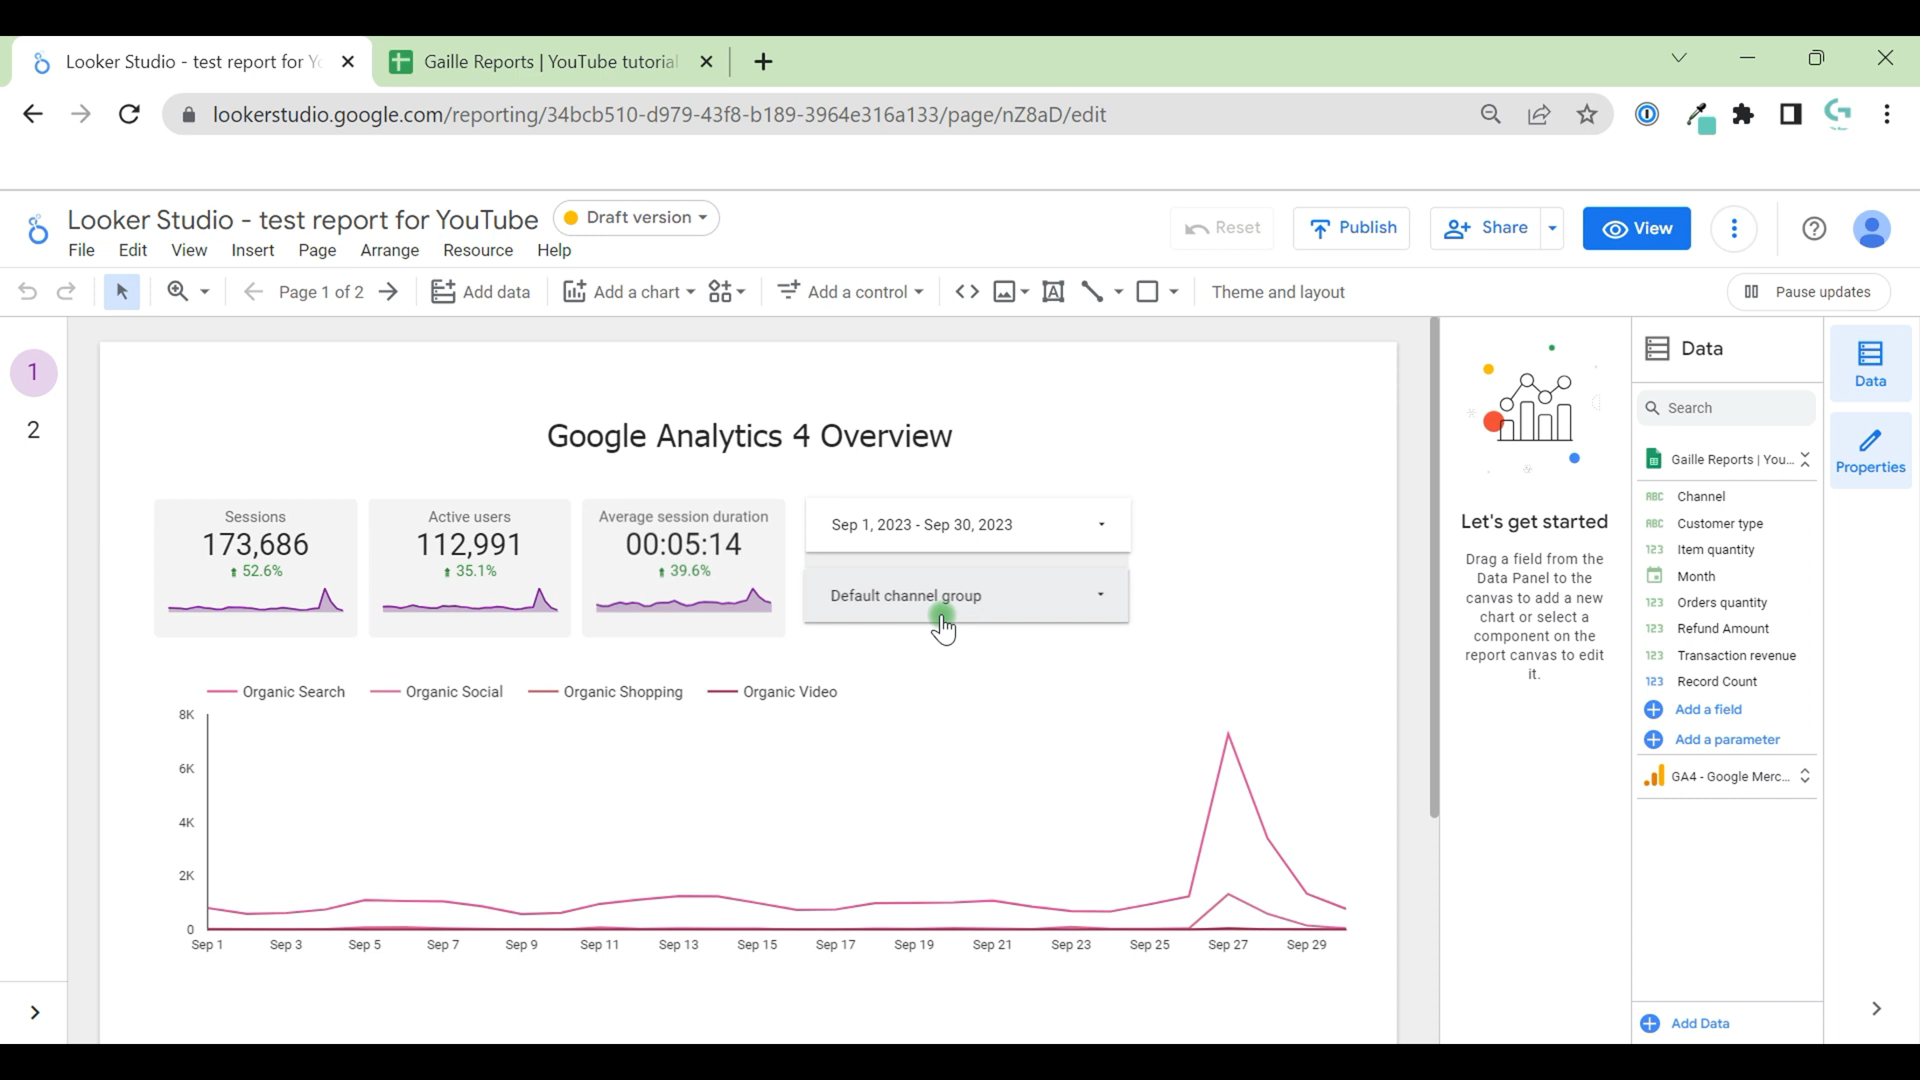 Looker Studio - test report for Yo
Gaille Reports | YouTube tutorial
lookerstudio.google.com/reporting/34bcb510-d979-43f8-b189-3964e316a133/page/nZ8aD/edit
Looker Studio - test report for YouTube
Draft version
Reset
Publish
Share
View
File Edit View Insert Page Arrange Resource Help
Page 1 of 2
Add data
Add a chart
Add a control
Theme and layout
Pause updates
1
2
Google Analytics 4 Overview
Sessions
173,686
52.6%
Active users
112,991
35.1%
Average session duration
00:05:14
39.6%
Sep 1, 2023 - Sep 30, 2023
Default channel group
Organic Search Organic Social Organic Shopping Organic Video
8K
6K
4K
2K
0
Sep 1 Sep 3 Sep 5 Sep 7 Sep 9 Sep 11 Sep 13 Sep 15 Sep 17 Sep 19 Sep 21 Sep 23 Sep 25 Sep 27 Sep 29
Let's get started
Drag a field from the
Data Panel to the
canvas to add a new
chart or select a
component on the
report canvas to edit
it.
Data
Search
Gaille Reports | You...
ABC Channel
ABC Customer type
123 Item quantity
Month
123 Orders quantity
123 Refund Amount
123 Transaction revenue
123 Record Count
Add a field
Add a parameter
GA4 - Google Merc...
Add Data
Data
Properties